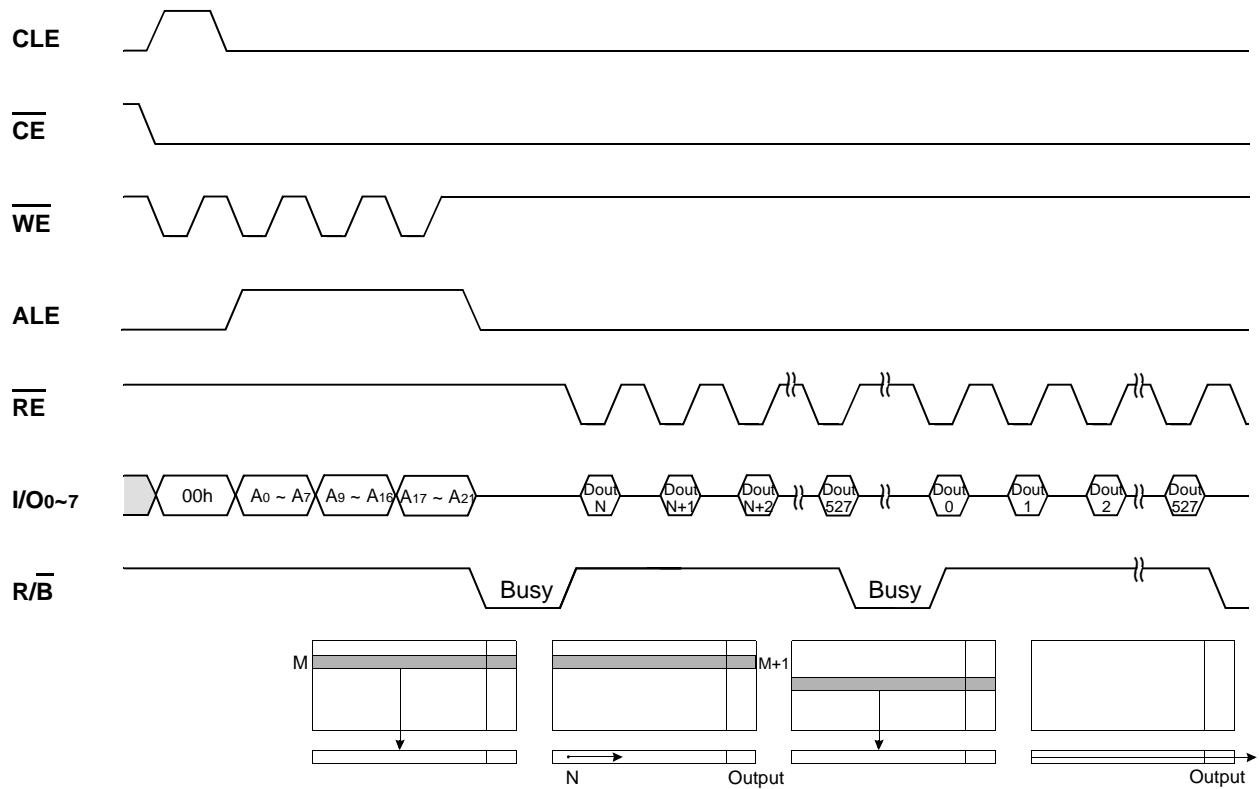 CLE
CE
WE
ALE
RE
I/O0~7
00h
A0 ~ A7
A9 ~ A16
A17 ~ A21
Dout
N
Dout
N+1
Dout
N+2
Dout
527
Dout
0
Dout
1
Dout
2
Dout
527
R/B
Busy
Busy
M
M+1
N
Output
Output